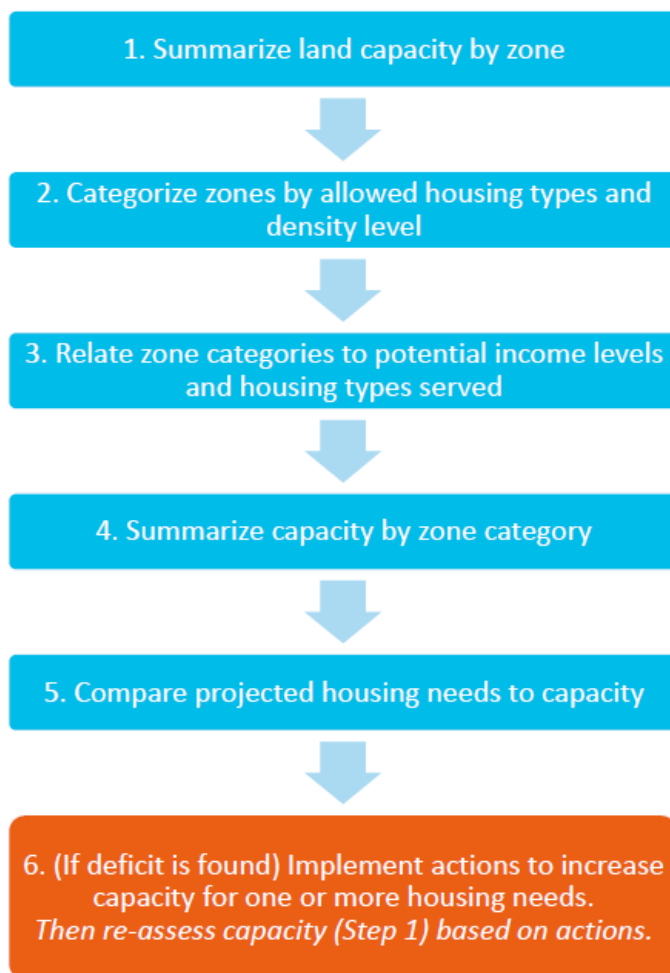 1. Summarize land capacity by zone
2. Categorize zones by allowed housing types and
density level
3. Relate zone categories to potential income levels
and housing types served
4. Summarize capacity by zone category
5. Compare projected housing needs to capacity
6. (If deficit is found) Implement actions to increase
capacity for one or more housing needs.
Then re-assess capacity (Step 1) based on actions.